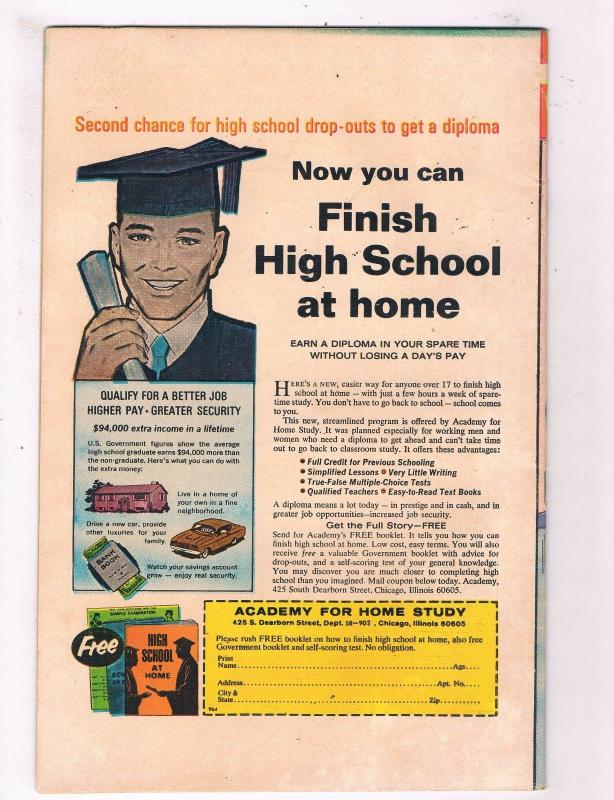 Second chance for high school drop-outs to get a diploma
Now you can
Finish
High School
at home
EARN A DIPLOMA IN YOUR SPARE TIME
WITHOUT LOSING A DAY'S PAY
QUALIFY FOR A BETTER JOB
HIGHER PAY • GREATER SECURITY
$94,000 extra income in a lifetime
U.S. Government figures show the average
high school graduate earns $94,000 more than
the non-graduate. Here's what you can do with
the extra money:
Live in a home of
your own in a fine
neighborhood.
Drive a new car, provide
other luxuries for your
family.
BANK
BOOK
Watch your savings account
grow — enjoy real security.
HERE'S A NEW, easier way for anyone over 17 to finish high
school at home — with just a few hours a week of spare-
time study. You don't have to go back to school — school comes
to you.
This new, streamlined program is offered by Academy for
Home Study. It was planned especially for working men and
women who need a diploma to get ahead and can't take time
out to go back to classroom study. It offers these advantages:
• Full Credit for Previous Schooling
• Simplified Lessons • Very Little Writing
• True-False Multiple-Choice Tests
• Qualified Teachers • Easy-to-Read Text Books
A diploma means a lot today — in prestige and in cash, and in
greater job opportunities—increased job security.
Get the Full Story—FREE
Send for Academy's FREE booklet. It tells you how you can
finish high school at home. Low cost, easy terms. You will also
receive free a valuable Government booklet with advice for
drop-outs, and a self-scoring test of your general knowledge.
You may discover you are much closer to completing high
school than you imagined. Mail coupon below today. Academy,
425 South Dearborn Street, Chicago, Illinois 60605.
SAMPLE EXAMINATION
Free
HIGH
SCHOOL
AT
HOME
ACADEMY FOR HOME STUDY
425 S. Dearborn Street, Dept. 58-902, Chicago, Illinois 60605
Please rush FREE booklet on how to finish high school at home, also free
Government booklet and self-scoring test. No obligation.
Print
Name Age
Address Apt. No.
City &
State Zip
964